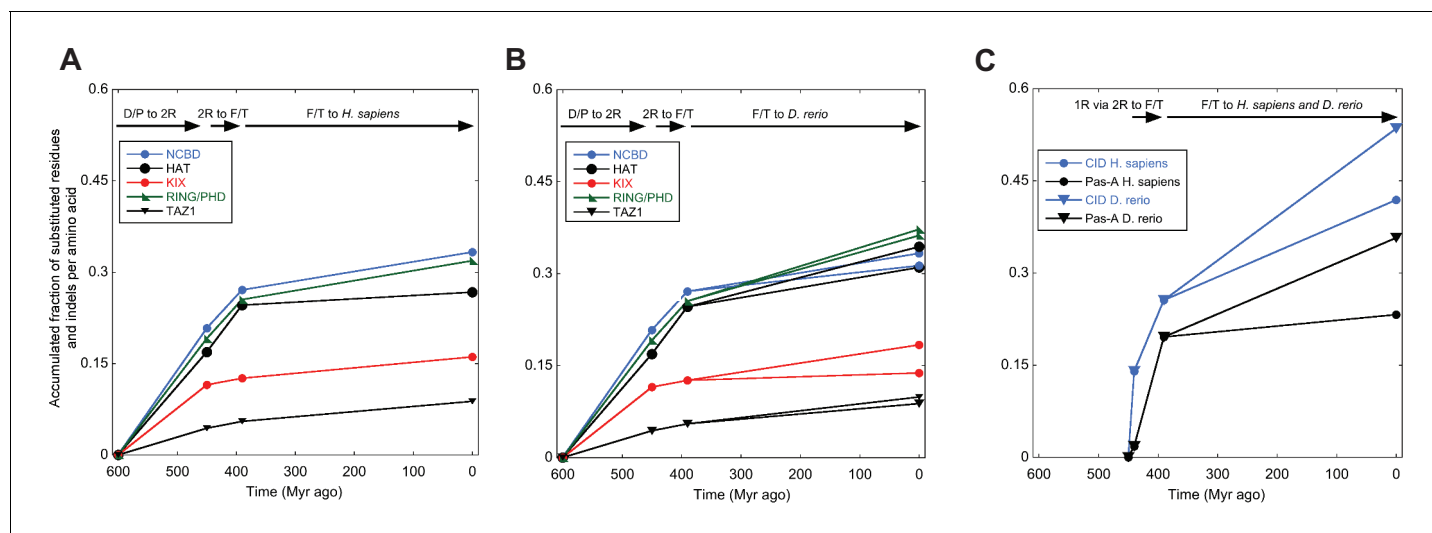 A
B
C
Accumulated fraction of substituted residues
and indels per amino acid
0.6
0.45
0.3
0.15
0
D/P to 2R
2R to F/T
F/T to H. sapiens
NCBD
HAT
KIX
RING/PHD
TAZ1
600
500
400
300
200
100
0
Time (Myr ago)
0.6
0.45
0.3
0.15
0
D/P to 2R
2R to F/T
F/T to D. rerio
NCBD
HAT
KIX
RING/PHD
TAZ1
600
500
400
300
200
100
0
Time (Myr ago)
0.6
0.45
0.3
0.15
0
1R via 2R to F/T
F/T to H. sapiens and D. rerio
CID H. sapiens
Pas-A H. sapiens
CID D. rerio
Pas-A D. rerio
600
500
400
300
200
100
0
Time (Myr ago)